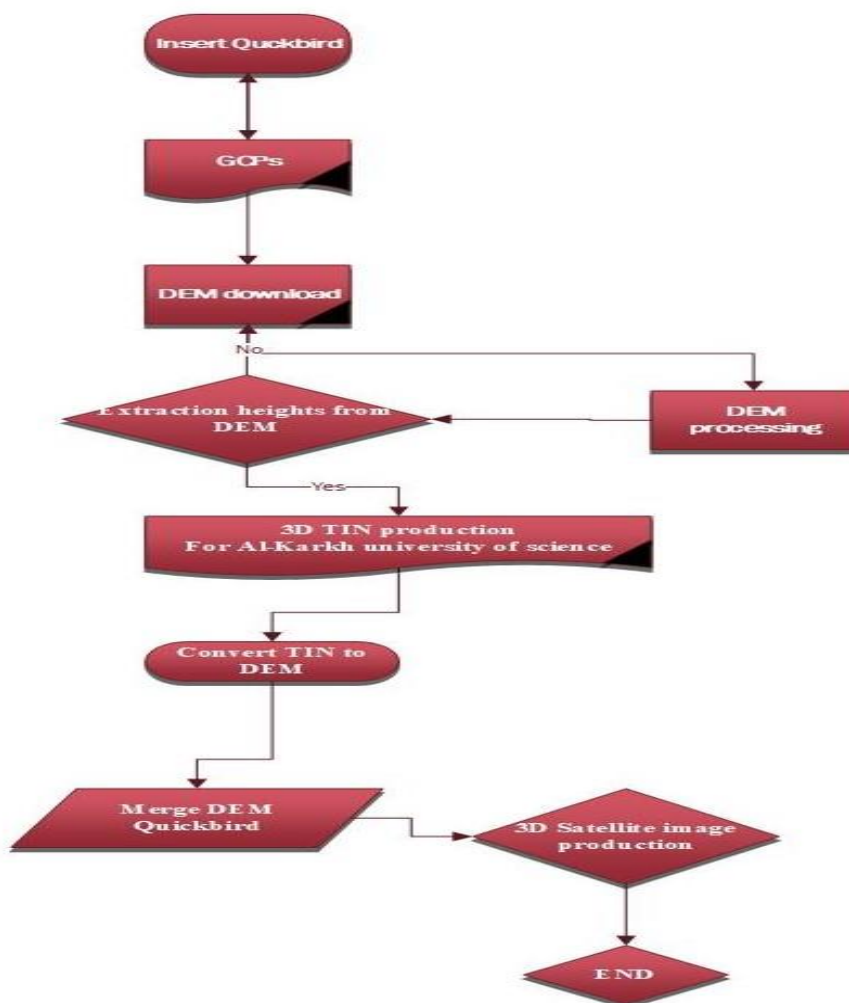 Insert Quckbird
GCPs
DEM download
No
Extraction heights from
DEM
DEM
processing
Yes
3D TIN production
For Al-Karkh university of science
Convert TIN to
DEM
Merge DEM
Quickbird
3D Satellite image
production
END